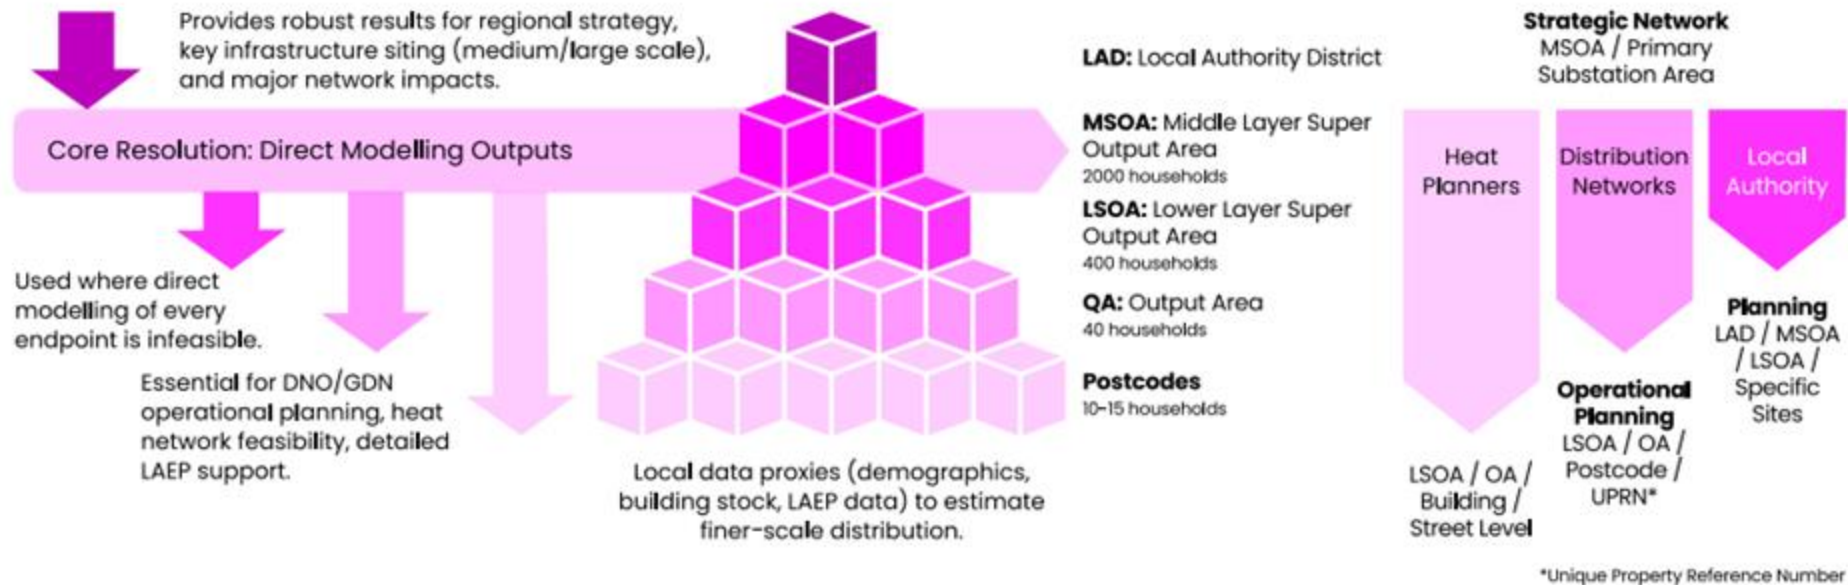 Provides robust results for regional strategy,
key infrastructure siting (medium/large scale),
and major network impacts.
Core Resolution: Direct Modelling Outputs
Used where direct
modelling of every
endpoint is infeasible.
Essential for DNO/GDN
operational planning, heat
network feasibility, detailed
LAEP support.
Local data proxies (demographics,
building stock, LAEP data) to estimate
finer-scale distribution.
LAD: Local Authority District
MSOA: Middle Layer Super
Output Area
2000 households
LSOA: Lower Layer Super
Output Area
400 households
QA: Output Area
40 households
Postcodes
10-15 households
Strategic Network
MSOA / Primary
Substation Area
Heat
Planners
LSOA / OA /
Building /
Street Level
Distribution
Networks
Operational
Planning
LSOA / OA /
Postcode /
UPRN*
Local
Authority
Planning
LAD / MSOA
/ LSOA /
Specific
Sites
*Unique Property Reference Number